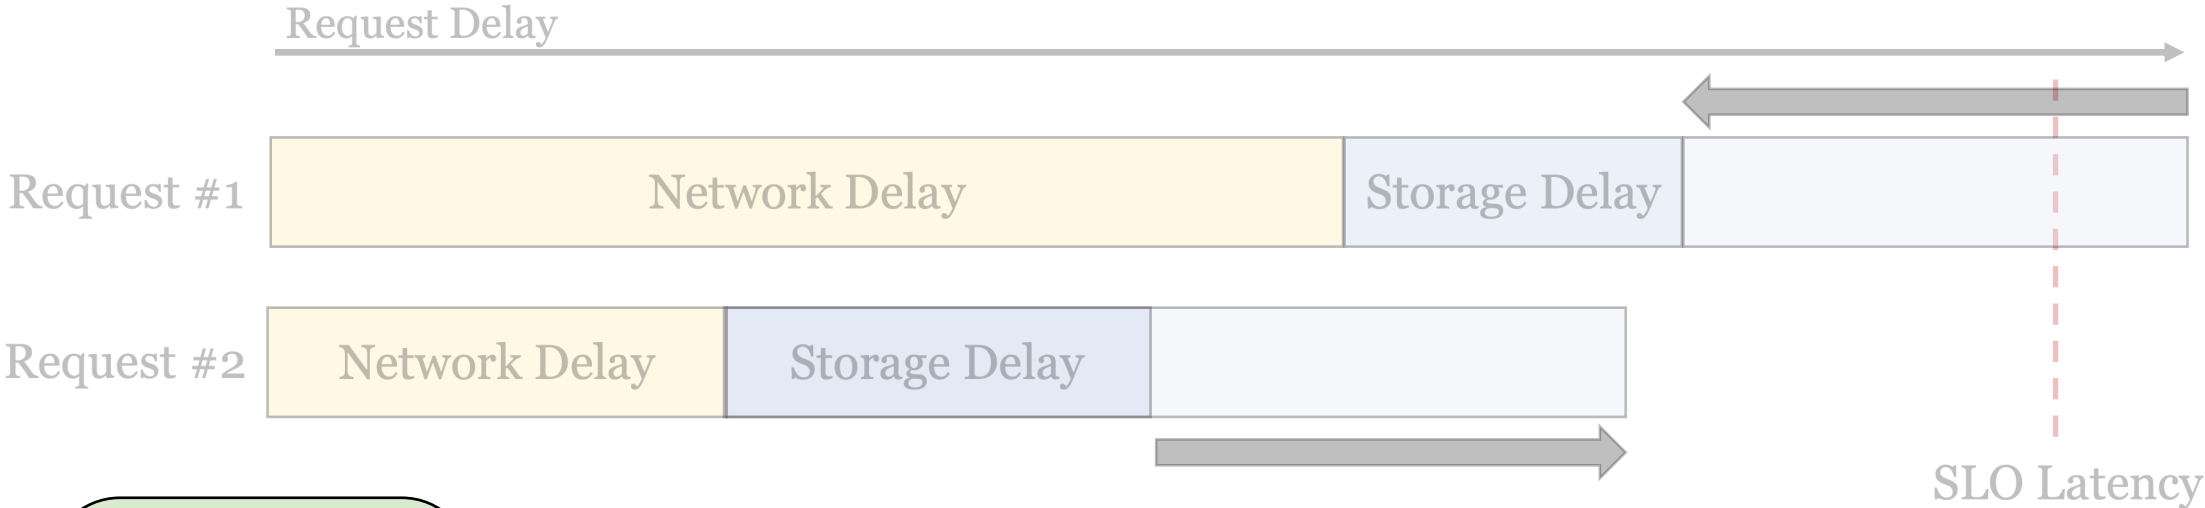 Request Delay
Request #1
Network Delay
Storage Delay
Request #2
Network Delay
Storage Delay
SLO Latency